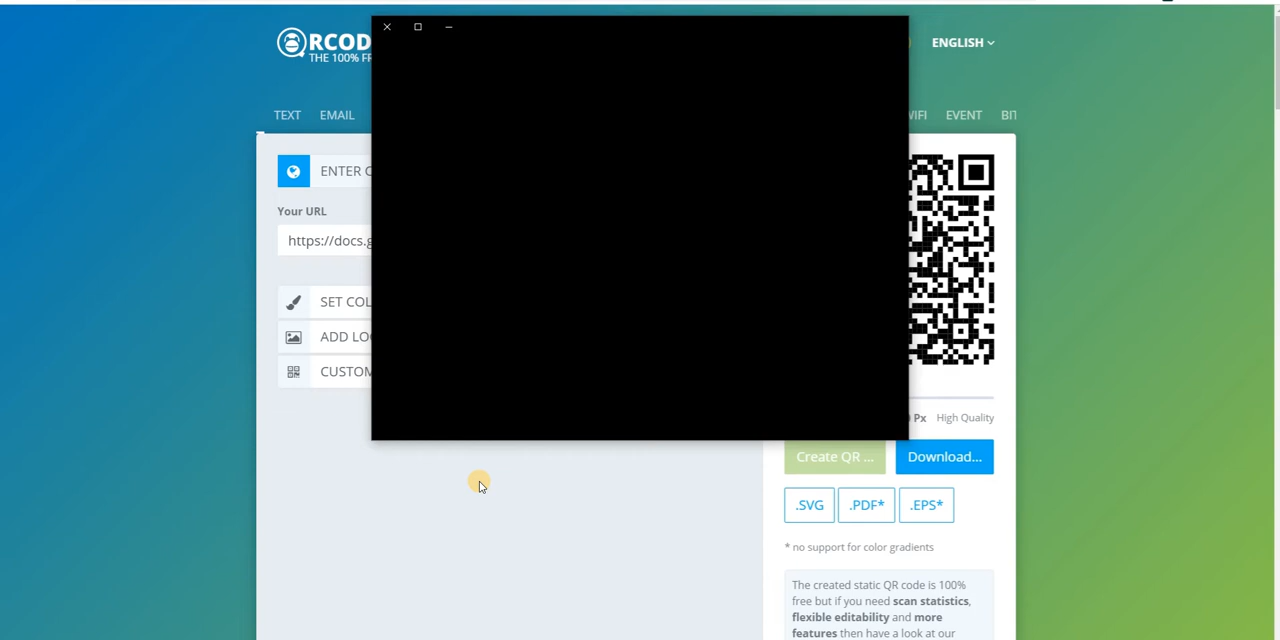 RCOD
THE 100% FR
ENGLISH
TEXT EMAIL WIFI EVENT BIT
ENTER C
Your URL
https://docs.g
SET COL
ADD LO
CUSTOM
Px High Quality
Create QR ... Download...
.SVG .PDF* .EPS*
* no support for color gradients
The created static QR code is 100%
free but if you need scan statistics,
flexible editability and more
features then have a look at our